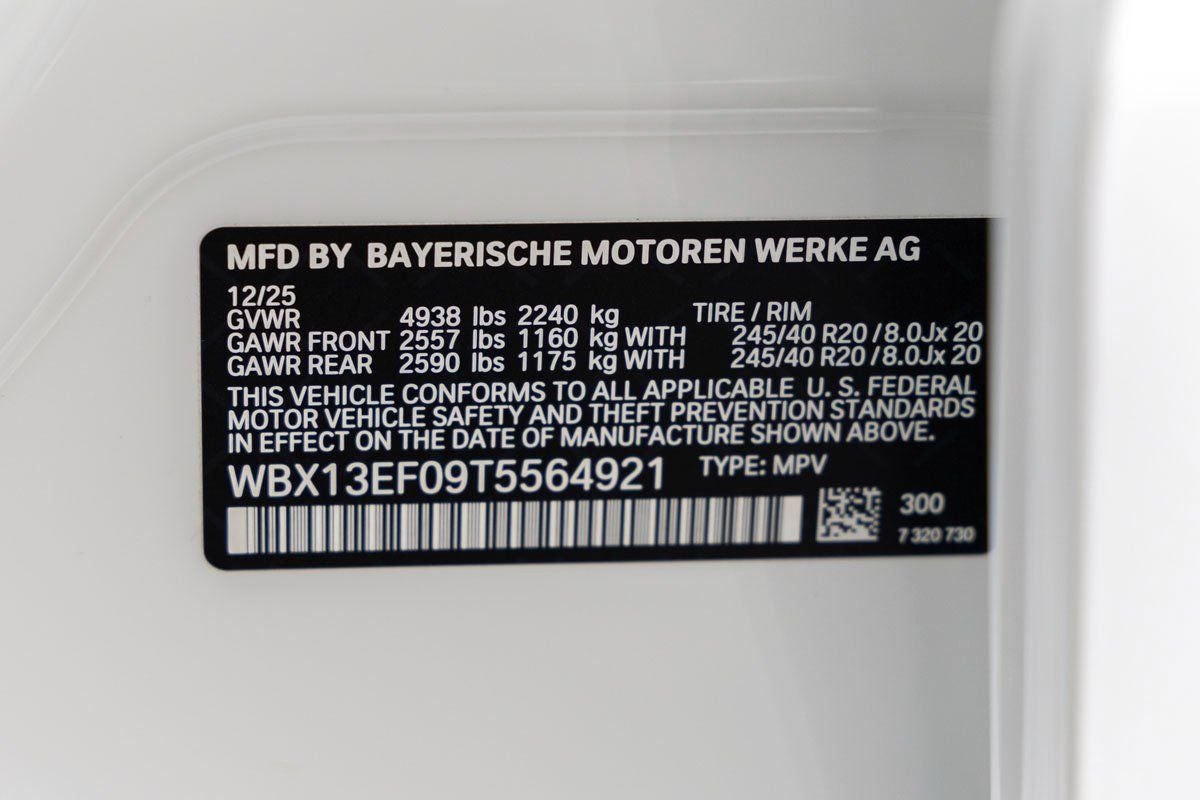 MFD BY BAYERISCHE MOTOREN WERKE AG
12/25
GVWR 4938 lbs 2240 kg TIRE / RIM
GAWR FRONT 2557 lbs 1160 kg WITH 245/40 R20 /8.0Jx 20
GAWR REAR 2590 lbs 1175 kg WITH 245/40 R20 /8.0Jx 20
THIS VEHICLE CONFORMS TO ALL APPLICABLE U. S. FEDERAL
MOTOR VEHICLE SAFETY AND THEFT PREVENTION STANDARDS
IN EFFECT ON THE DATE OF MANUFACTURE SHOWN ABOVE.
WBX13EF09T5564921 TYPE: MPV
300
7 320 730